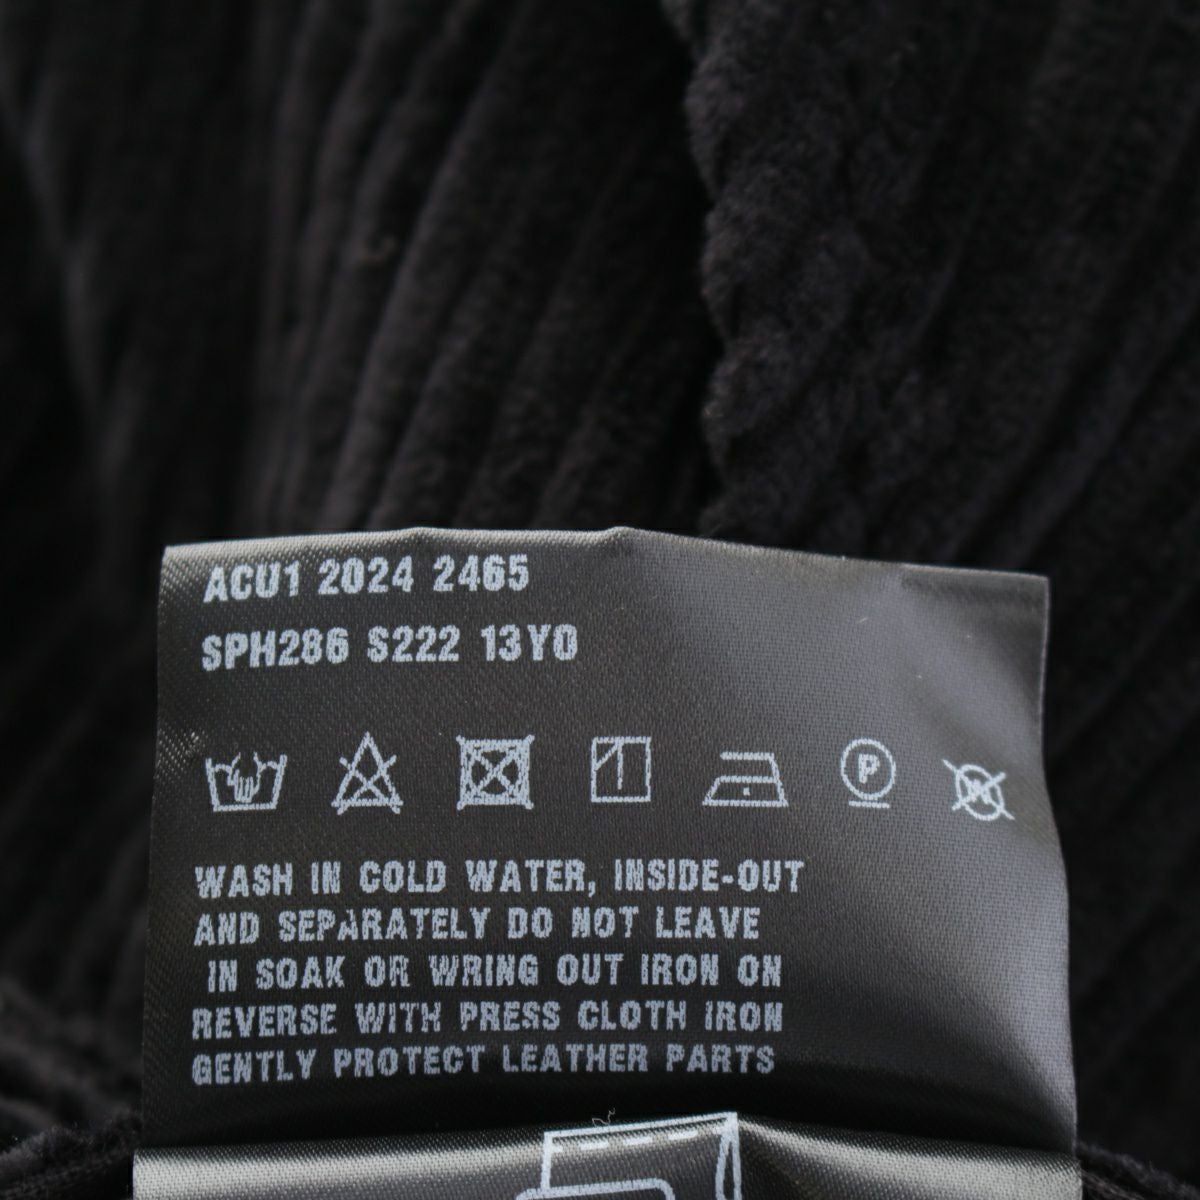 ACU1 2024 2465
SPH286 S222 13Y0
P
WASH IN COLD WATER, INSIDE-OUT
AND SEPARATELY DO NOT LEAVE
IN SOAK OR WRING OUT IRON ON
REVERSE WITH PRESS CLOTH IRON
GENTLY PROTECT LEATHER PARTS